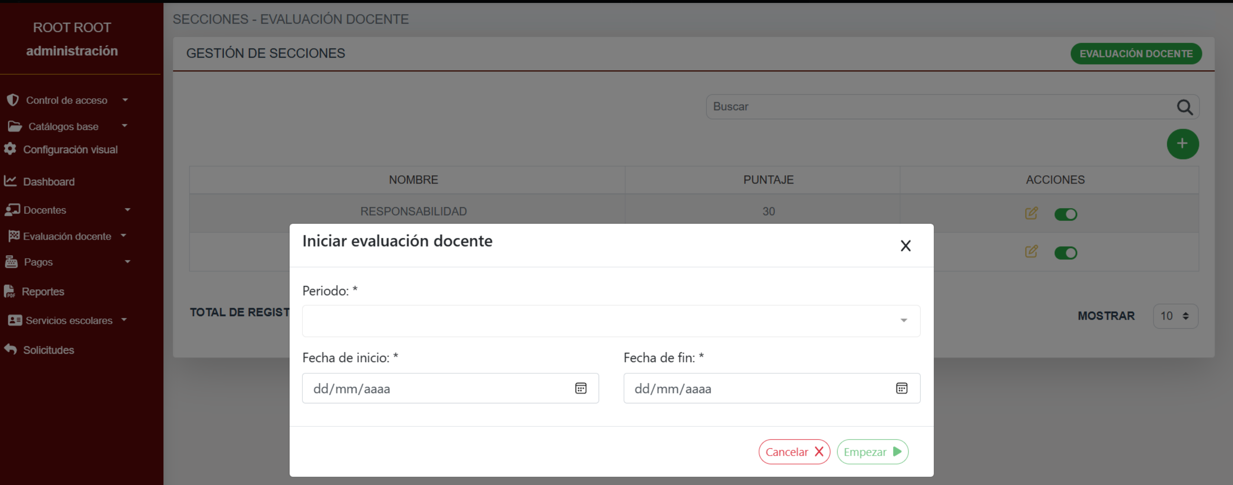 ROOT ROOT
administración
Control de acceso
Catálogos base
Configuración visual
Dashboard
Docentes
Evaluación docente
Pagos
Reportes
Servicios escolares
Solicitudes
SECCIONES - EVALUACIÓN DOCENTE
GESTIÓN DE SECCIONES
EVALUACIÓN DOCENTE
Buscar
NOMBRE PUNTAJE ACCIONES
RESPONSABILIDAD 30
TOTAL DE REGIST
MOSTRAR 10
Iniciar evaluación docente
Periodo: *
Fecha de inicio: * Fecha de fin: *
dd/mm/aaaa dd/mm/aaaa
Cancelar Empezar